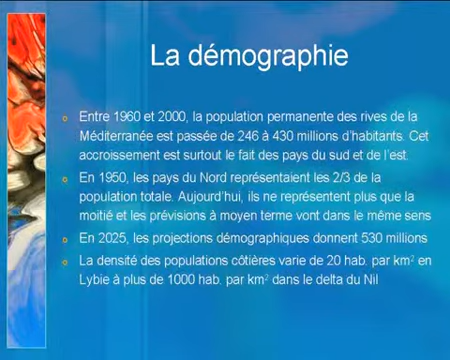 La démographie
Entre 1960 et 2000, la population permanente des rives de la
Méditerranée est passée de 246 à 430 millions d'habitants. Cet
accroissement est surtout le fait des pays du sud et de l'est.
En 1950, les pays du Nord représentaient les 2/3 de la
population totale. Aujourd'hui, ils ne représentent plus que la
moitié et les prévisions à moyen terme vont dans le même sens
En 2025, les projections démographiques donnent 530 millions
La densité des populations côtières varie de 20 hab. par km² en
Lybie à plus de 1000 hab. par km² dans le delta du Nil